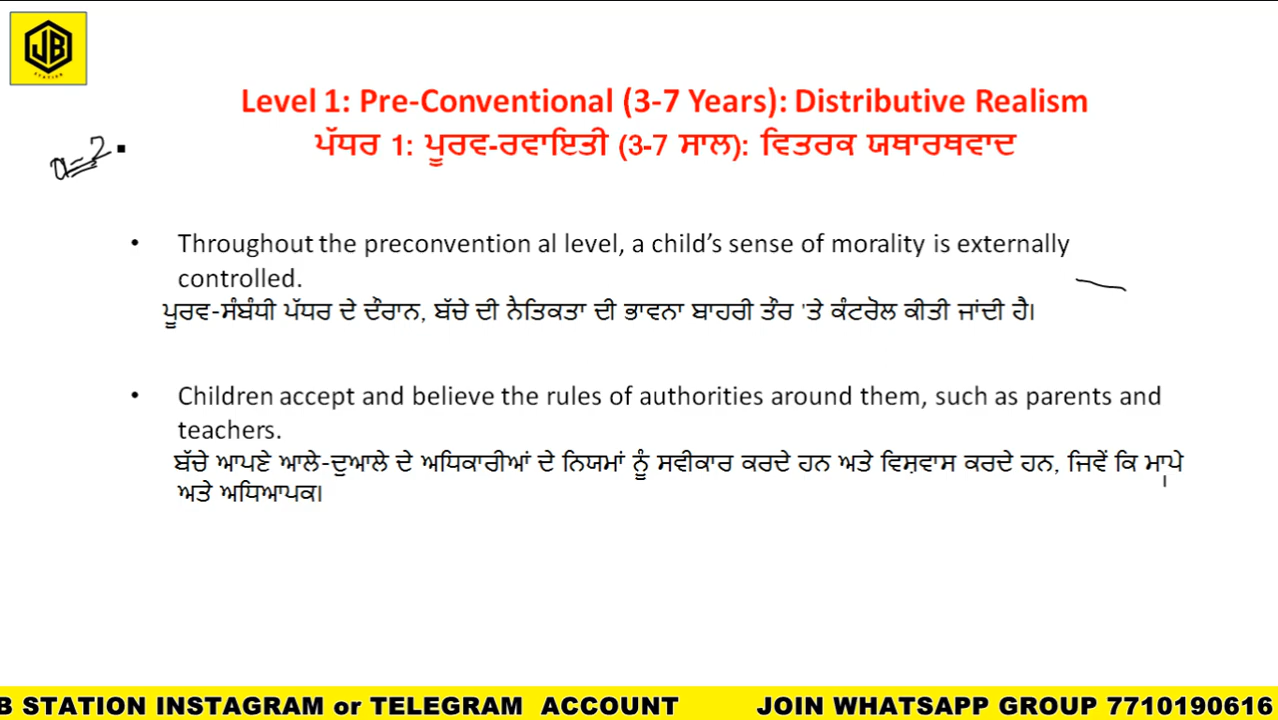 JB
STATION
Level 1: Pre-Conventional (3-7 Years): Distributive Realism
ਪੱਧਰ 1: ਪੂਰਵ-ਰਵਾਇਤੀ (3-7 ਸਾਲ): ਵਿਤਰਕ ਯਥਾਰਥਵਾਦ
a=2
• Throughout the preconvention al level, a child's sense of morality is externally
controlled.
ਪੂਰਵ-ਸੰਬੰਧੀ ਪੱਧਰ ਦੇ ਦੌਰਾਨ, ਬੱਚੇ ਦੀ ਨੈਤਿਕਤਾ ਦੀ ਭਾਵਨਾ ਬਾਹਰੀ ਤੌਰ 'ਤੇ ਕੰਟਰੋਲ ਕੀਤੀ ਜਾਂਦੀ ਹੈ।
• Children accept and believe the rules of authorities around them, such as parents and
teachers.
ਬੱਚੇ ਆਪਣੇ ਆਲੇ-ਦੁਆਲੇ ਦੇ ਅਧਿਕਾਰੀਆਂ ਦੇ ਨਿਯਮਾਂ ਨੂੰ ਸਵੀਕਾਰ ਕਰਦੇ ਹਨ ਅਤੇ ਵਿਸ਼ਵਾਸ ਕਰਦੇ ਹਨ, ਜਿਵੇਂ ਕਿ ਮਾਪੇ
ਅਤੇ ਅਧਿਆਪਕ।
B STATION INSTAGRAM or TELEGRAM ACCOUNT JOIN WHATSAPP GROUP 7710190616